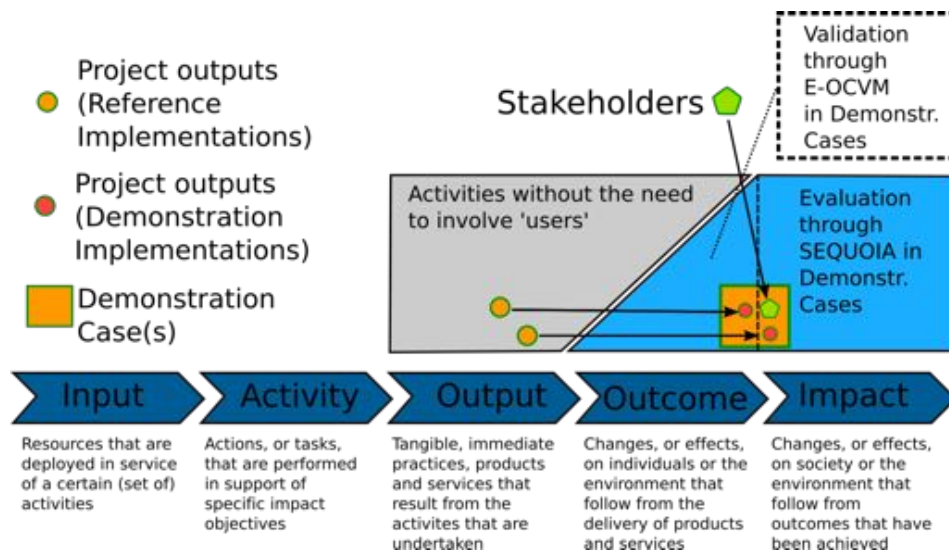 Project outputs
(Reference
Implementations)
Project outputs
(Demonstration
Implementations)
Demonstration
Case(s)
Stakeholders
Validation
through
E-OCVM
in Demonstr.
Cases
Activities without the need
to involve 'users'
Evaluation
through
SEQUOIA in
Demonstr.
Cases
Input
Activity
Output
Outcome
Impact
Resources that are
deployed in service
of a certain (set of)
activities
Actions, or tasks,
that are performed
in support of
specific impact
objectives
Tangible, immediate
practices, products
and services that
result from the
activites that are
undertaken
Changes, or effects,
on individuals or the
environment that
follow from the
delivery of products
and services
Changes, or effects,
on society or the
environment that
follow from
outcomes that have
been achieved